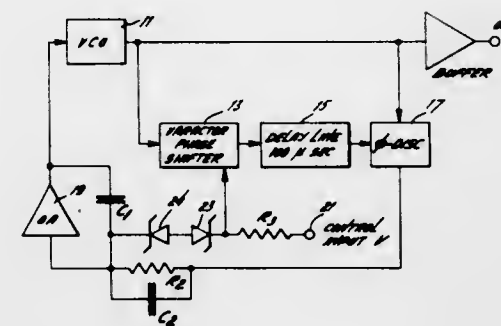 11
VCO
BUFFER
13
VARACTOR
PHASE
SHIFTER
15
DELAY LINE
100 μ SEC
17
φ-DISC
19
OA
C1
24
23
R3
21
CONTROL
INPUT V
R2
C2